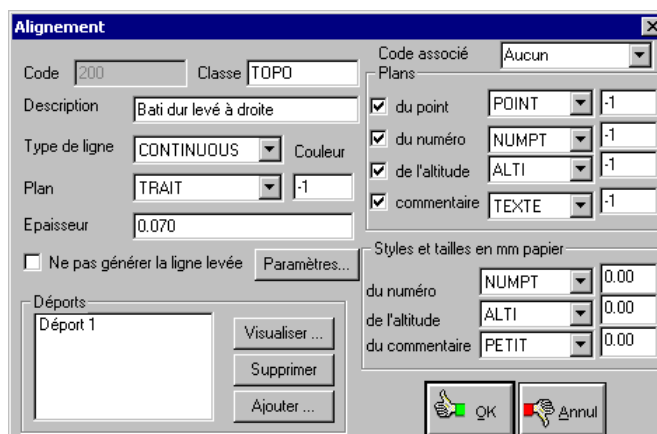 Alignement
Code 200 Classe TOPO
Description Bati dur levé à droite
Type de ligne CONTINUOUS Couleur
Plan TRAIT -1
Epaisseur 0.070
Ne pas générer la ligne levée Paramètres...
Déports
Déport 1
Visualiser ...
Supprimer
Ajouter ...
Code associé Aucun
Plans
du point POINT -1
du numéro NUMPT -1
de l'altitude ALTI -1
commentaire TEXTE -1
Styles et tailles en mm papier
du numéro NUMPT 0.00
de l'altitude ALTI 0.00
du commentaire PETIT 0.00
OK Annul